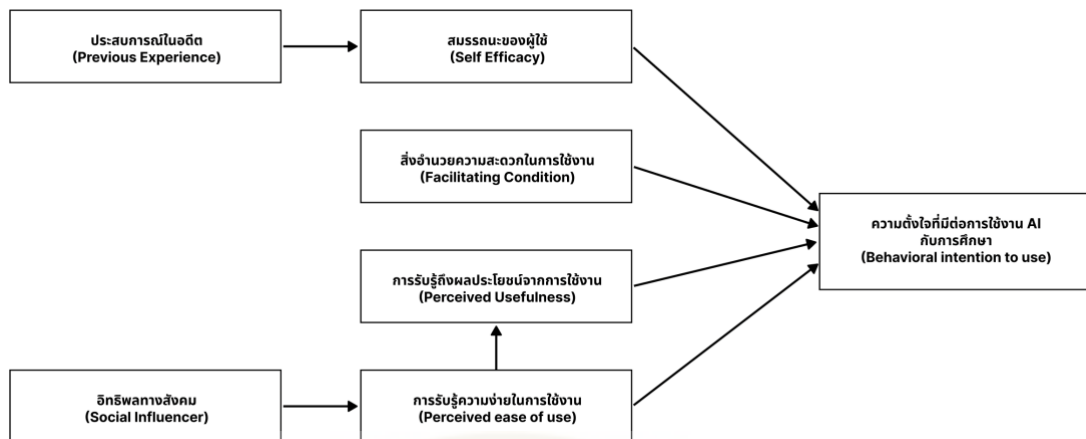 ประสบการณ์ในอดีต
(Previous Experience)
สมรรถนะของผู้ใช้
(Self Efficacy)
สิ่งอำนวยความสะดวกในการใช้งาน
(Facilitating Condition)
ความตั้งใจที่มีต่อการใช้งาน AI
กับการศึกษา
(Behavioral intention to use)
การรับรู้ถึงผลประโยชน์จากการใช้งาน
(Perceived Usefulness)
อิทธิพลทางสังคม
(Social Influencer)
การรับรู้ความง่ายในการใช้งาน
(Perceived ease of use)